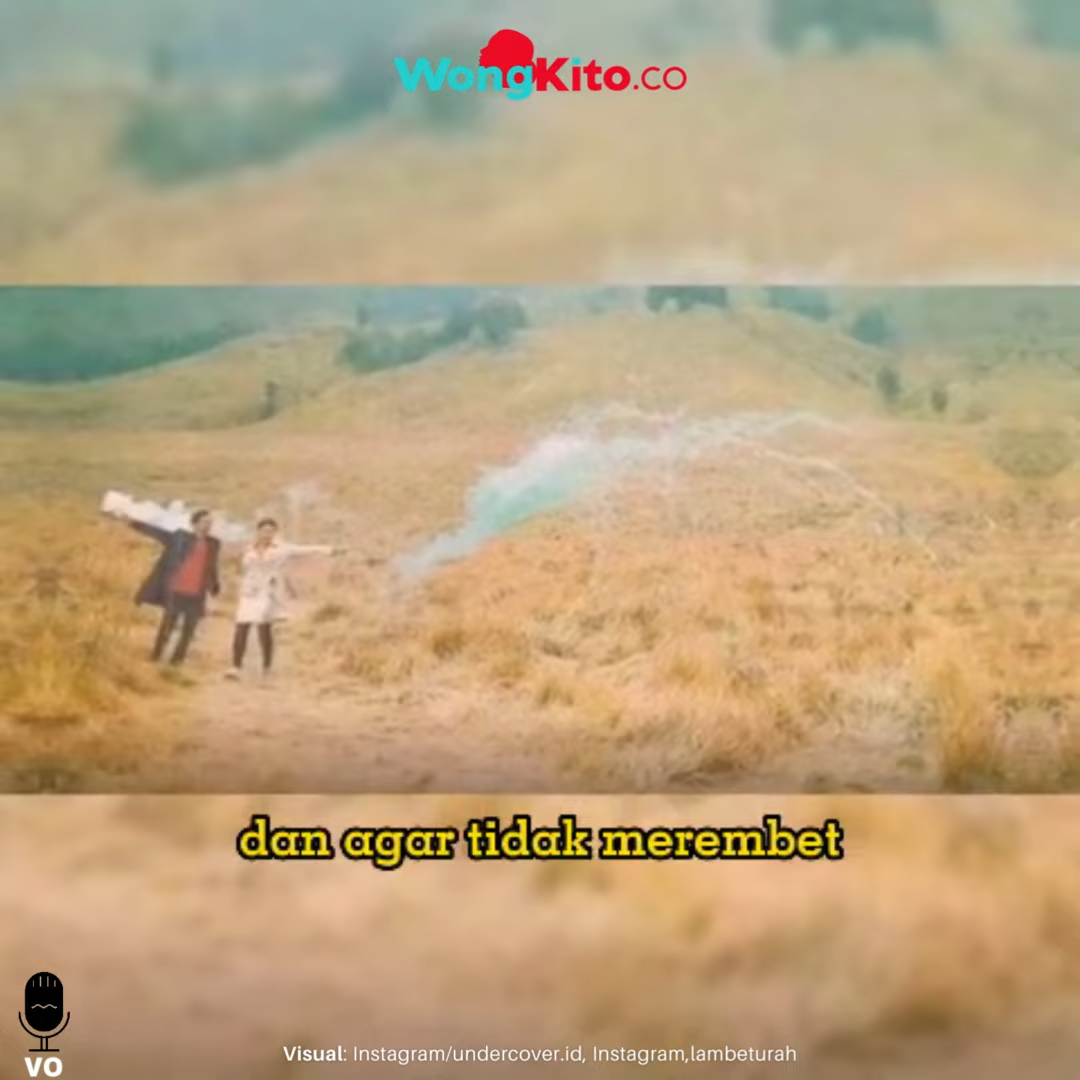 WongKito.co
dan agar tidak merembet
VO
Visual: Instagram/undercover.id, Instagram,lambeturah